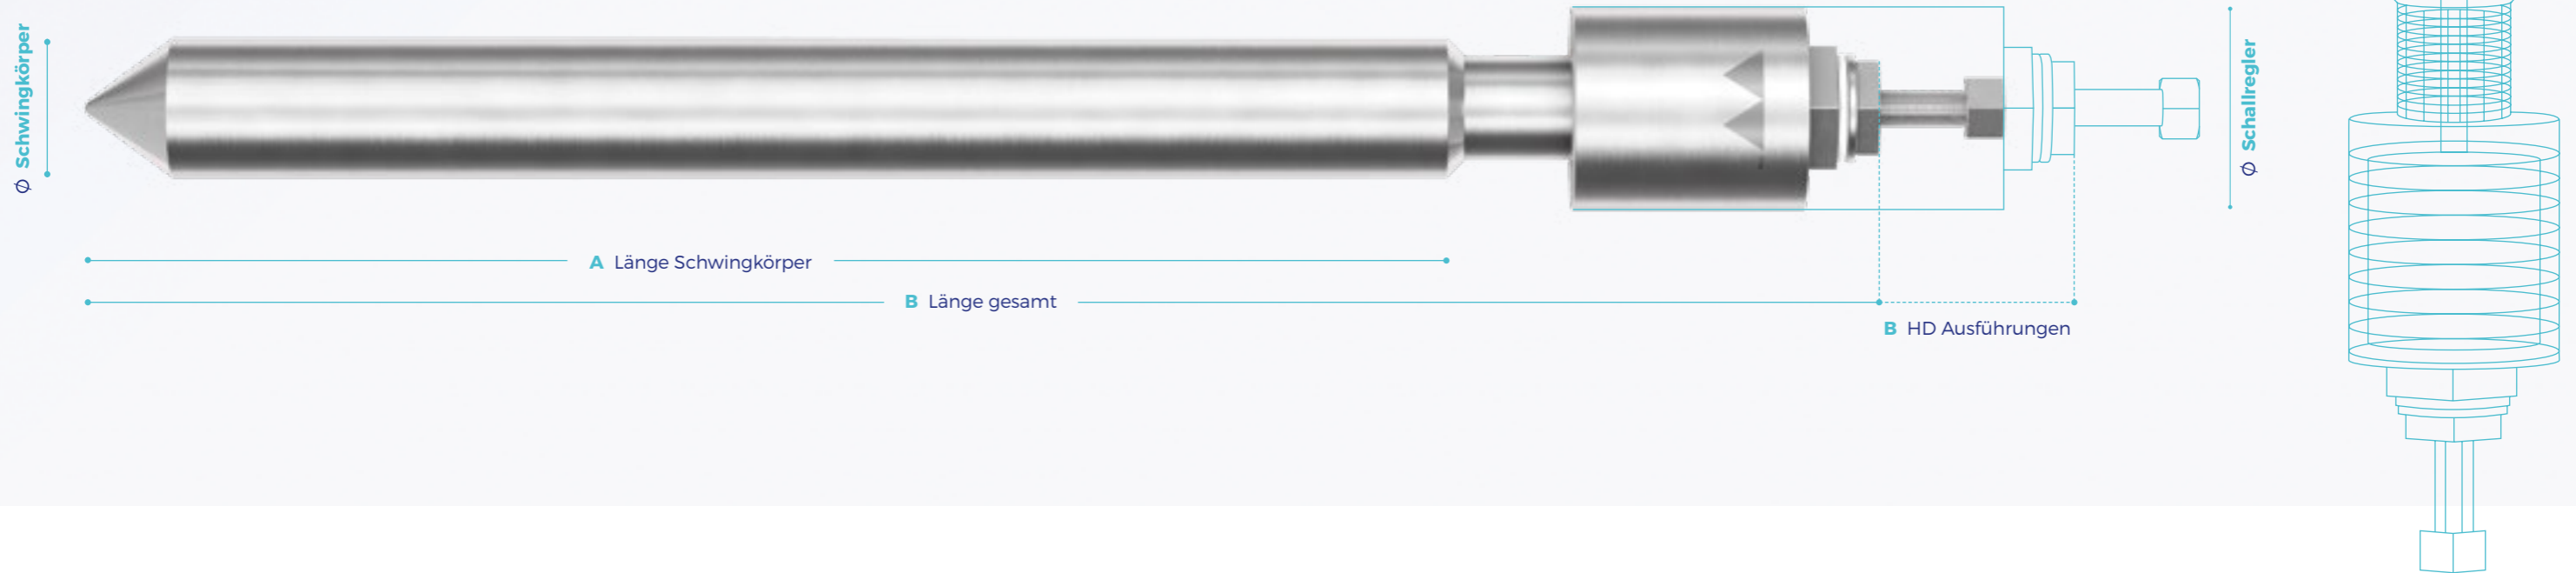 Ø Schwingkörper
Ø Schallregler
A Länge Schwingkörper
B Länge gesamt
B HD Ausführungen